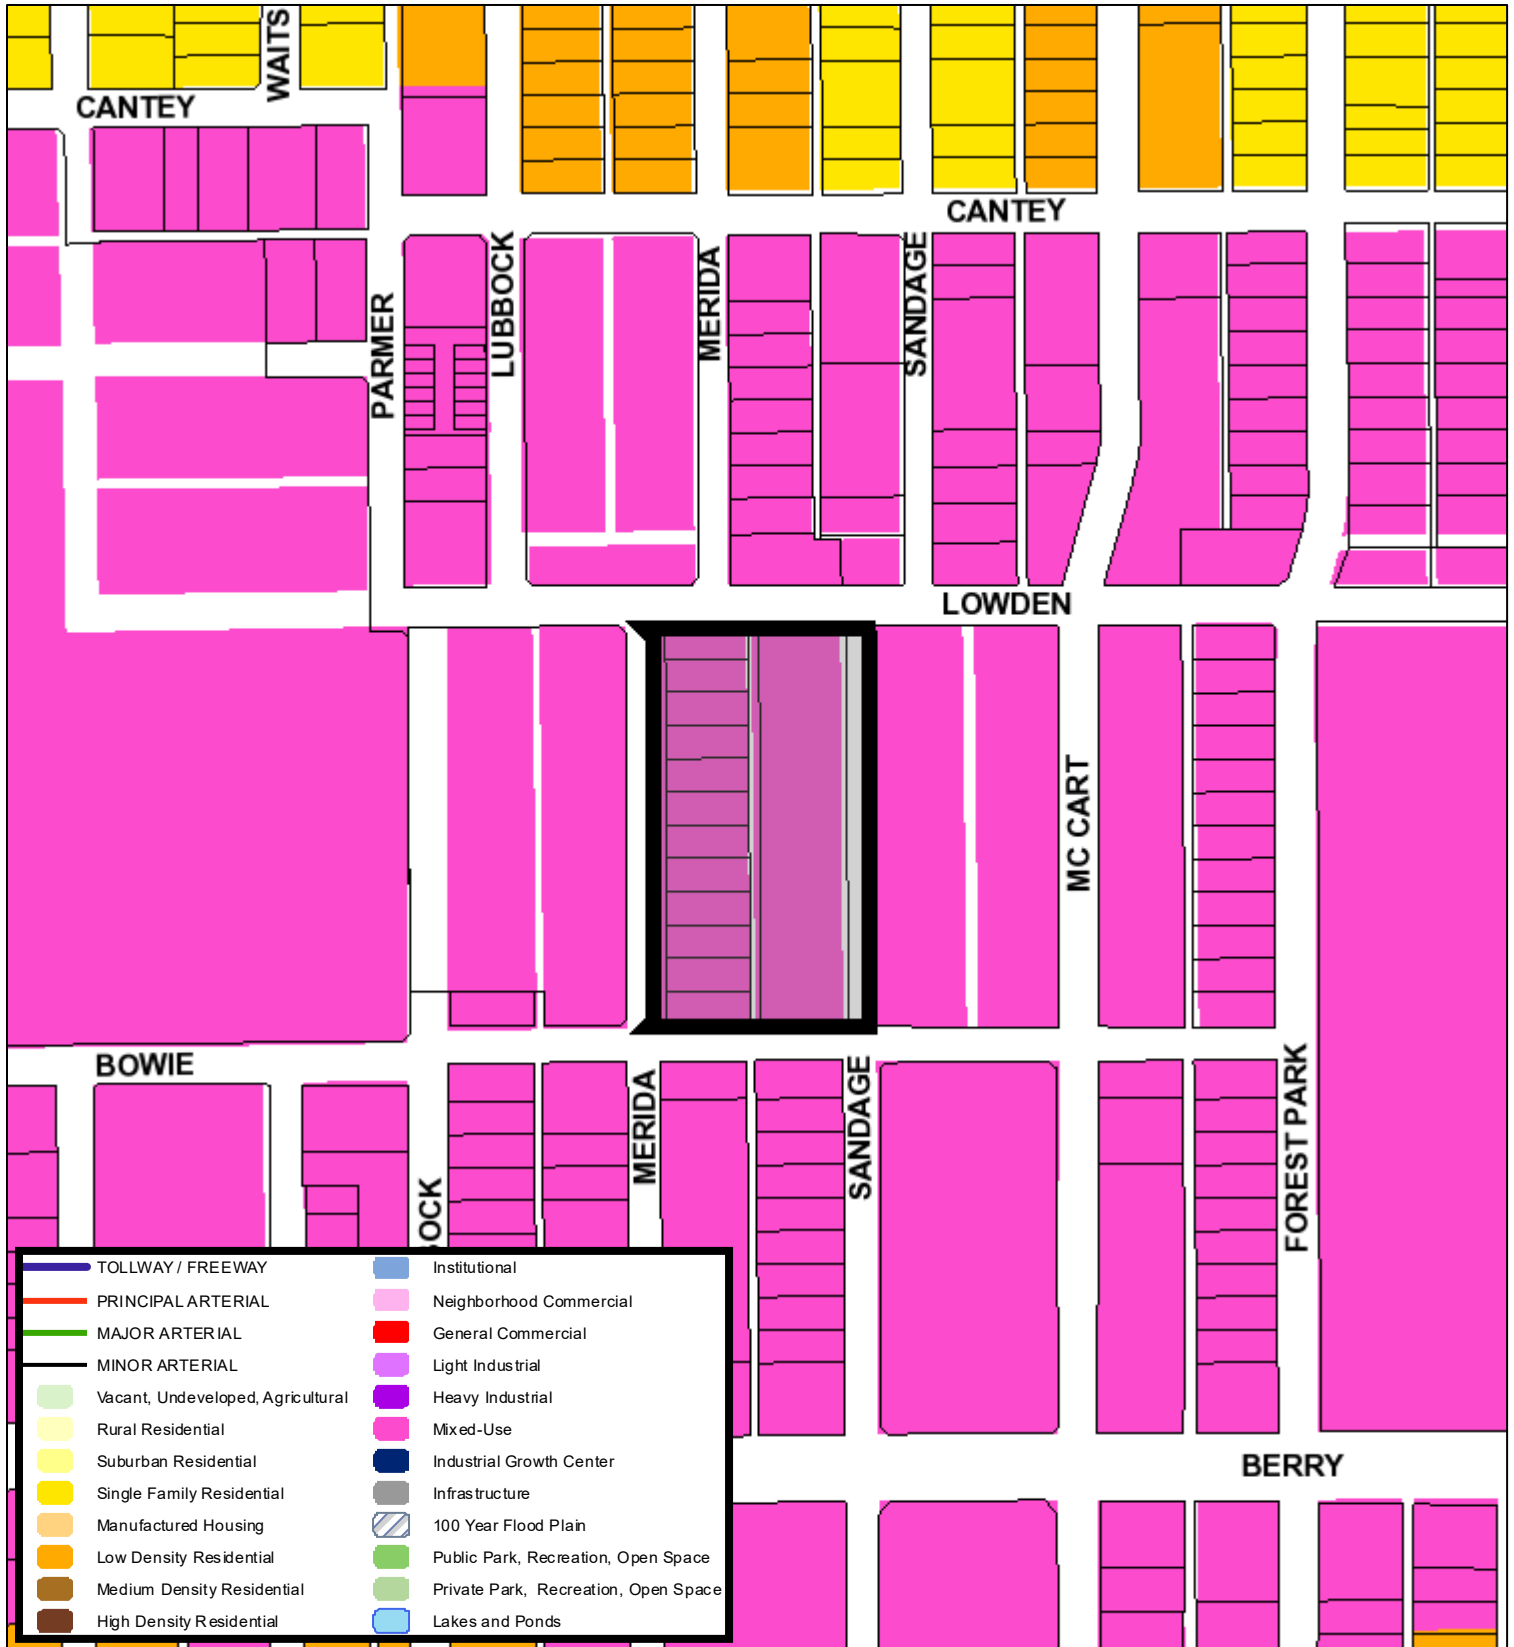 WAITS
CANTEY
CANTEY
PARMER
LUBBOCK
MERIDA
SANDAGE
LOWDEN
MC CART
BOWIE
MERIDA
SANDAGE
FOREST PARK
OCK
BERRY
TOLLWAY / FREEWAY
PRINCIPAL ARTERIAL
MAJOR ARTERIAL
MINOR ARTERIAL
Vacant, Undeveloped, Agricultural
Rural Residential
Suburban Residential
Single Family Residential
Manufactured Housing
Low Density Residential
Medium Density Residential
High Density Residential
Institutional
Neighborhood Commercial
General Commercial
Light Industrial
Heavy Industrial
Mixed-Use
Industrial Growth Center
Infrastructure
100 Year Flood Plain
Public Park, Recreation, Open Space
Private Park, Recreation, Open Space
Lakes and Ponds